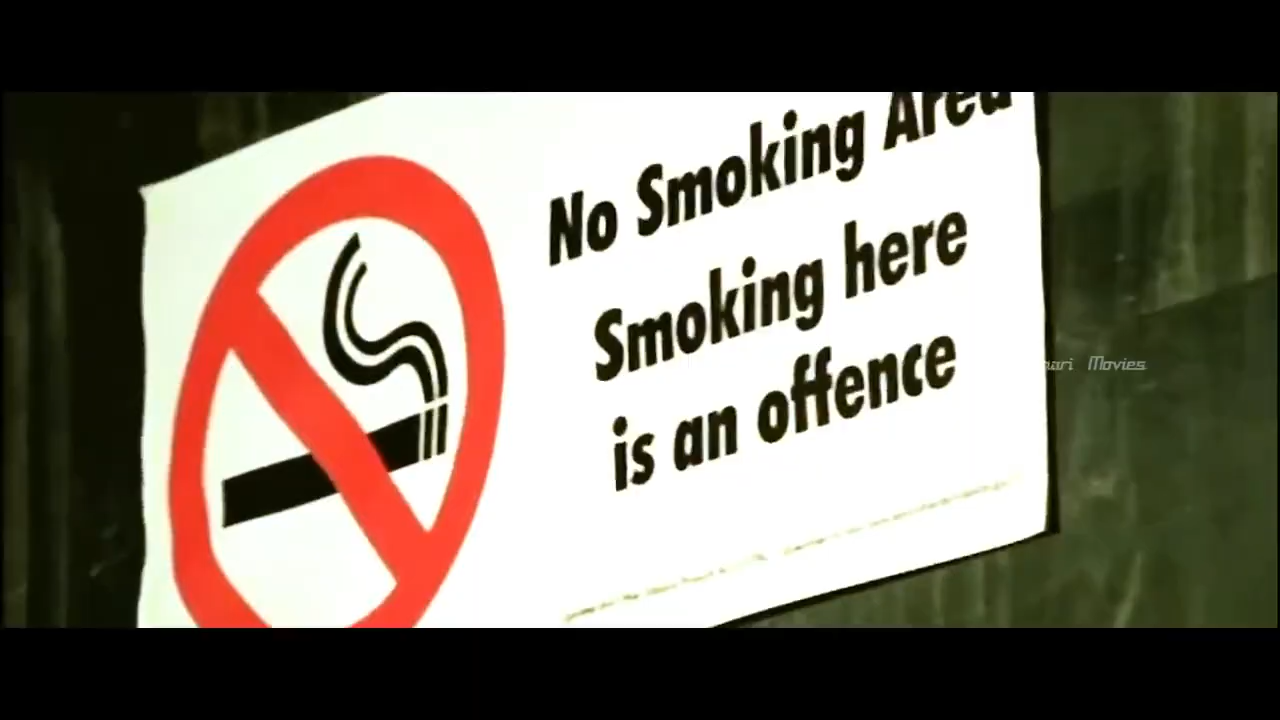 No Smoking Area
Smoking here
is an offence
Movies